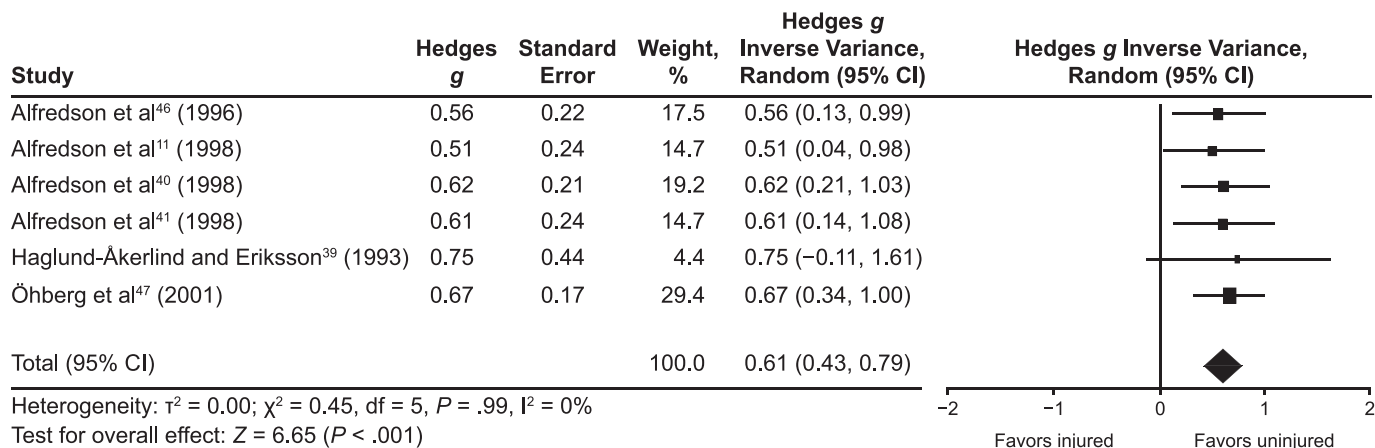 Hedges g
Hedges Standard Weight, Inverse Variance, Hedges g Inverse Variance,
Study g Error % Random (95% CI) Random (95% CI)
Alfredson et al⁴⁶ (1996) 0.56 0.22 17.5 0.56 (0.13, 0.99)
Alfredson et al¹¹ (1998) 0.51 0.24 14.7 0.51 (0.04, 0.98)
Alfredson et al⁴⁰ (1998) 0.62 0.21 19.2 0.62 (0.21, 1.03)
Alfredson et al⁴¹ (1998) 0.61 0.24 14.7 0.61 (0.14, 1.08)
Haglund-Åkerlind and Eriksson³⁹ (1993) 0.75 0.44 4.4 0.75 (−0.11, 1.61)
Öhberg et al⁴⁷ (2001) 0.67 0.17 29.4 0.67 (0.34, 1.00)
Total (95% CI) 100.0 0.61 (0.43, 0.79)
Heterogeneity: τ² = 0.00; χ² = 0.45, df = 5, P = .99, I² = 0%
−2 −1 0 1 2
Test for overall effect: Z = 6.65 (P < .001)
Favors injured Favors uninjured